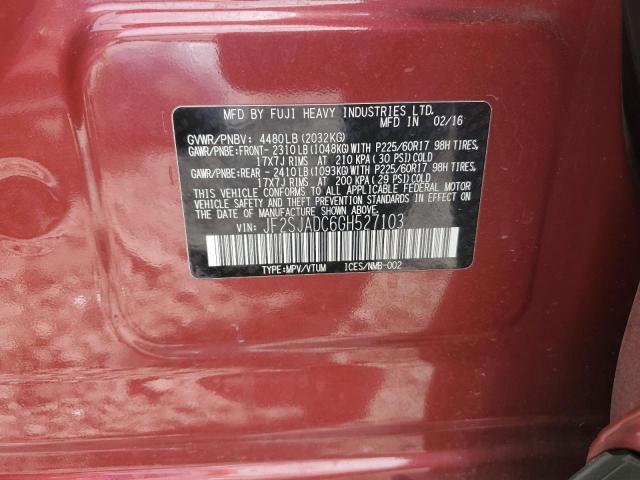 MFD BY FUJI HEAVY INDUSTRIES LTD.
MFD IN 02/16
GVWR/PNBV: 4480LB(2032KG)
GAWR/PNBE:FRONT- 2310LB(1048KG)WITH P225/60R17 98H TIRES,
17X7J RIMS AT 210 KPA(30 PSI)COLD
GAWR/PNBE:REAR - 2410LB(1093KG)WITH P225/60R17 98H TIRES,
17X7J RIMS AT 200 KPA(29 PSI)COLD
THIS VEHICLE CONFORMS TO ALL APPLICABLE FEDERAL MOTOR
VEHICLE SAFETY AND THEFT PREVENTION STANDARDS IN EFFECT ON
THE DATE OF MANUFACTURE SHOWN ABOVE.
VIN: JF2SJADC6GH527103
TYPE:MPV/VTUM ICES/NMB-002